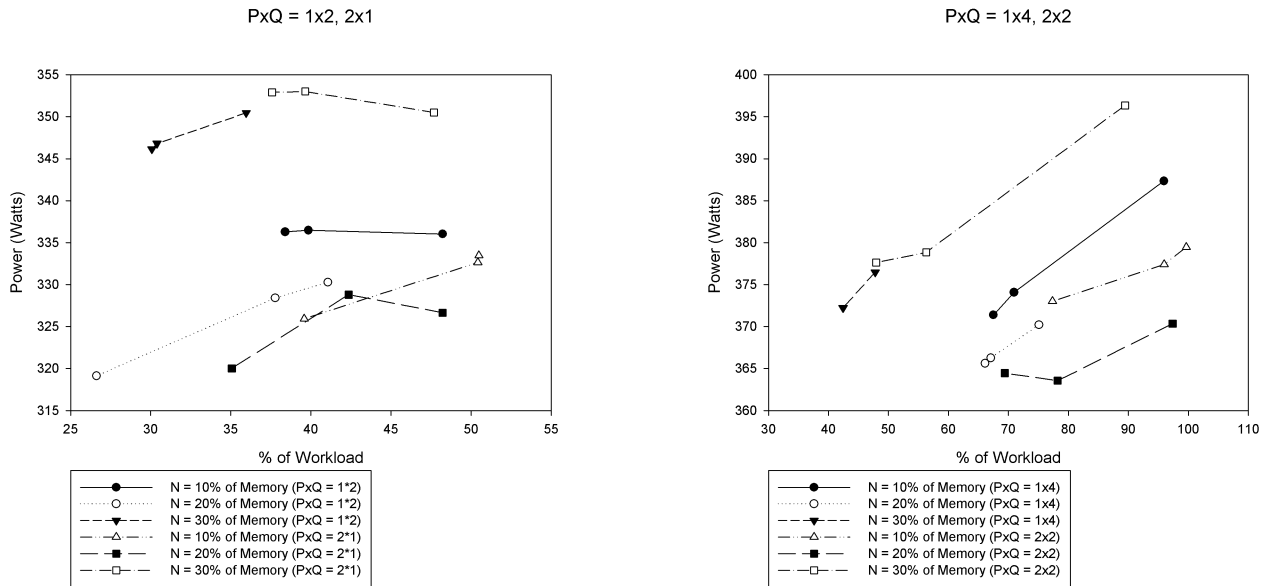 PxQ = 1x2, 2x1
Power (Watts)
355
350
345
340
335
330
325
320
315
25 30 35 40 45 50 55
% of Workload
N = 10% of Memory (PxQ = 1*2)
N = 20% of Memory (PxQ = 1*2)
N = 30% of Memory (PxQ = 1*2)
N = 10% of Memory (PxQ = 2*1)
N = 20% of Memory (PxQ = 2*1)
N = 30% of Memory (PxQ = 2*1)
PxQ = 1x4, 2x2
Power (Watts)
400
395
390
385
380
375
370
365
360
30 40 50 60 70 80 90 100 110
% of Workload
N = 10% of Memory (PxQ = 1x4)
N = 20% of Memory (PxQ = 1x4)
N = 30% of Memory (PxQ = 1x4)
N = 10% of Memory (PxQ = 2x2)
N = 20% of Memory (PxQ = 2x2)
N = 30% of Memory (PxQ = 2x2)